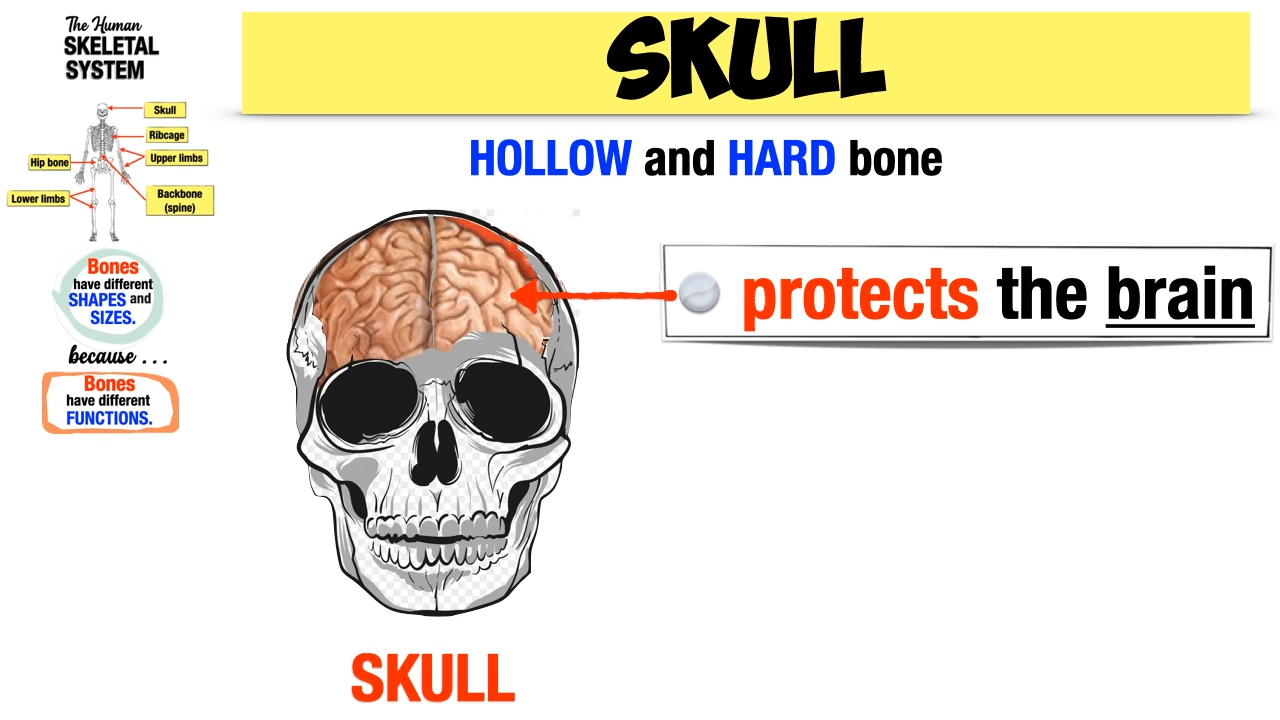 The Human
SKELETAL
SYSTEM
Skull
Ribcage
Hip bone
Upper limbs
Lower limbs
Backbone
(spine)
Bones
have different
SHAPES and
SIZES.
because . . .
Bones
have different
FUNCTIONS.
SKULL
HOLLOW and HARD bone
protects the brain
SKULL